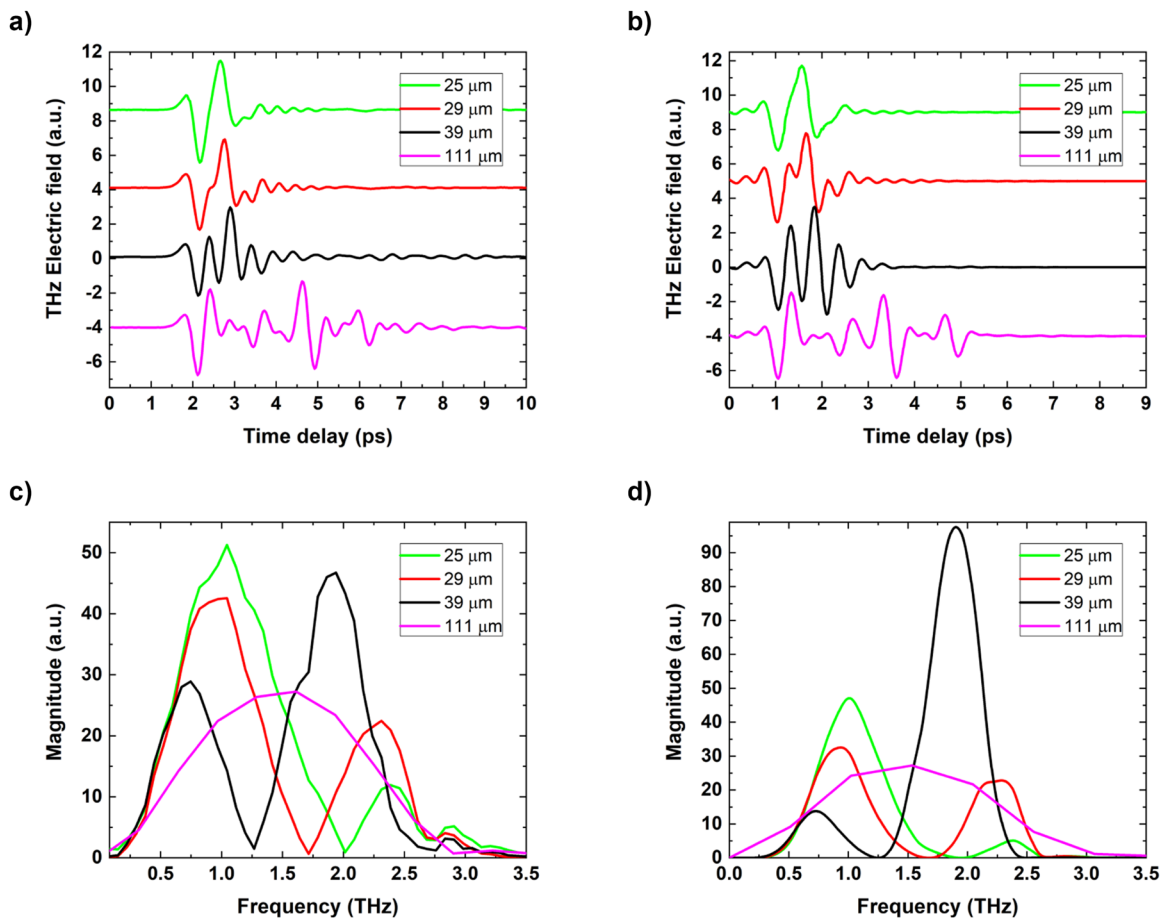 a)
12
10
8
6
4
2
0
-2
-4
-6
THz Electric field (a.u.)
25 μm
29 μm
39 μm
111 μm
0 1 2 3 4 5 6 7 8 9 10
Time delay (ps)
b)
12
10
8
6
4
2
0
-2
-4
-6
THz Electric field (a.u.)
25 μm
29 μm
39 μm
111 μm
0 1 2 3 4 5 6 7 8 9
Time delay (ps)
c)
50
40
30
20
10
0
Magnitude (a.u.)
25 μm
29 μm
39 μm
111 μm
0.5 1.0 1.5 2.0 2.5 3.0 3.5
Frequency (THz)
d)
90
80
70
60
50
40
30
20
10
0
Magnitude (a.u.)
25 μm
29 μm
39 μm
111 μm
0.0 0.5 1.0 1.5 2.0 2.5 3.0 3.5
Frequency (THz)